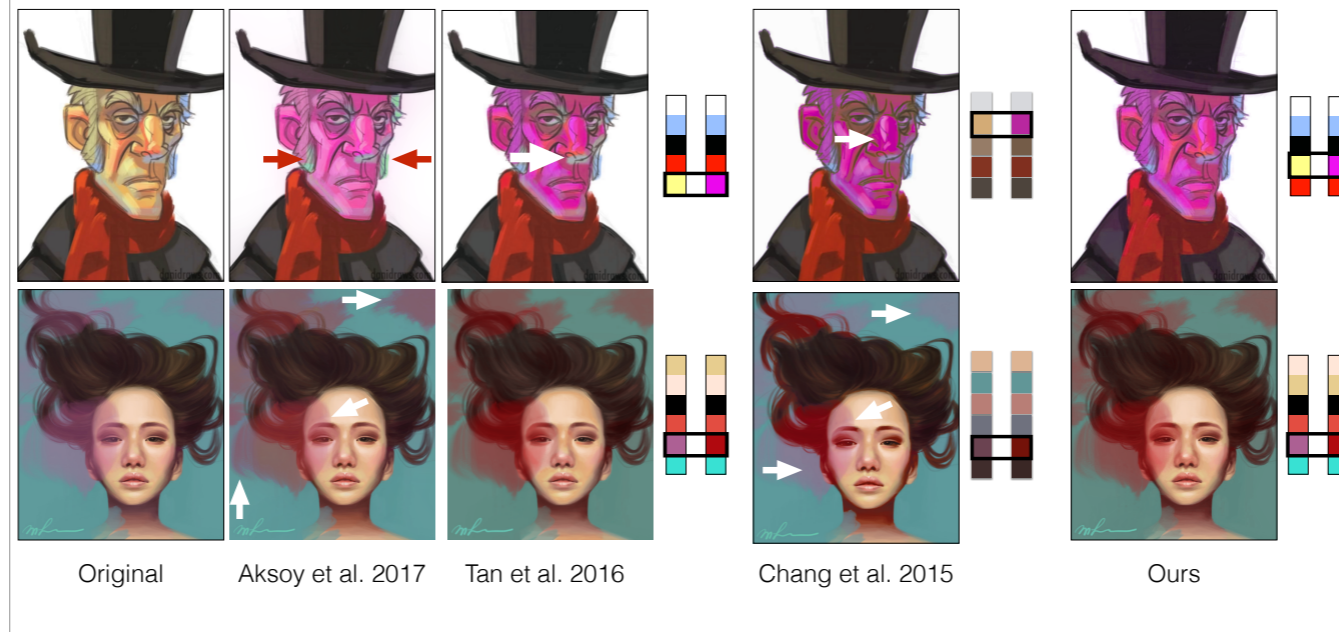 Original
Aksoy et al. 2017
Tan et al. 2016
Chang et al. 2015
Ours